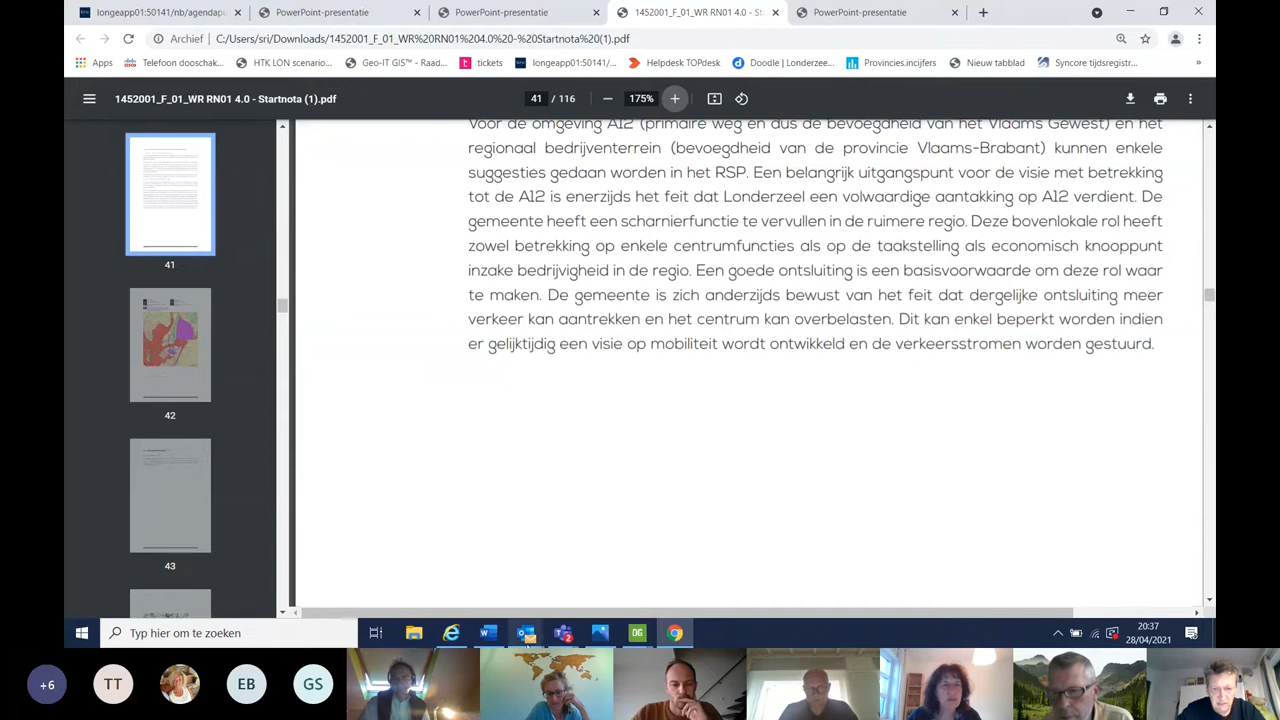 longeapp01:50141/nb/agendapu
PowerPoint-presentatie
PowerPoint-presentatie
1452001_F_01_WR RN01 4.0 - Sta
PowerPoint-presentatie
Archief | C:/Users/sri/Downloads/1452001_F_01_WR%20RN01%204.0%20-%20Startnota%20(1).pdf
Apps
Telefoon dooschak...
HTK LON scenario...
Geo-IT GIS™ - Raad...
tickets
longeapp01:50141/...
Helpdesk TOPdesk
Doodle | Londerzee...
Provincies.incijfers
Nieuw tabblad
Syncore tijdsregistr...
»
1452001_F_01_WR RN01 4.0 - Startnota (1).pdf
41 / 116
175%
Voor de omgeving A12 (primaire weg en dus de bevoegdheid van het Vlaams Gewest) en het
regionaal bedrijventerrein (bevoegdheid van de provincie Vlaams-Brabant) kunnen enkele
suggesties gedaan worden in het RSP. Een belangrijk uitgangspunt voor de visie met betrekking
tot de A12 is enerzijds het feit dat Londerzeel een volwaardige aantakking op A12 verdient. De
gemeente heeft een scharnierfunctie te vervullen in de ruimere regio. Deze bovenlokale rol heeft
zowel betrekking op enkele centrumfuncties als op de taakstelling als economisch knooppunt
inzake bedrijvigheid in de regio. Een goede ontsluiting is een basisvoorwaarde om deze rol waar
te maken. De gemeente is zich anderzijds bewust van het feit dat dergelijke ontsluiting meer
verkeer kan aantrekken en het centrum kan overbelasten. Dit kan enkel beperkt worden indien
er gelijktijdig een visie op mobiliteit wordt ontwikkeld en de verkeersstromen worden gestuurd.
41
42
43
Typ hier om te zoeken
20:37
28/04/2021
+6
TT
EB
GS